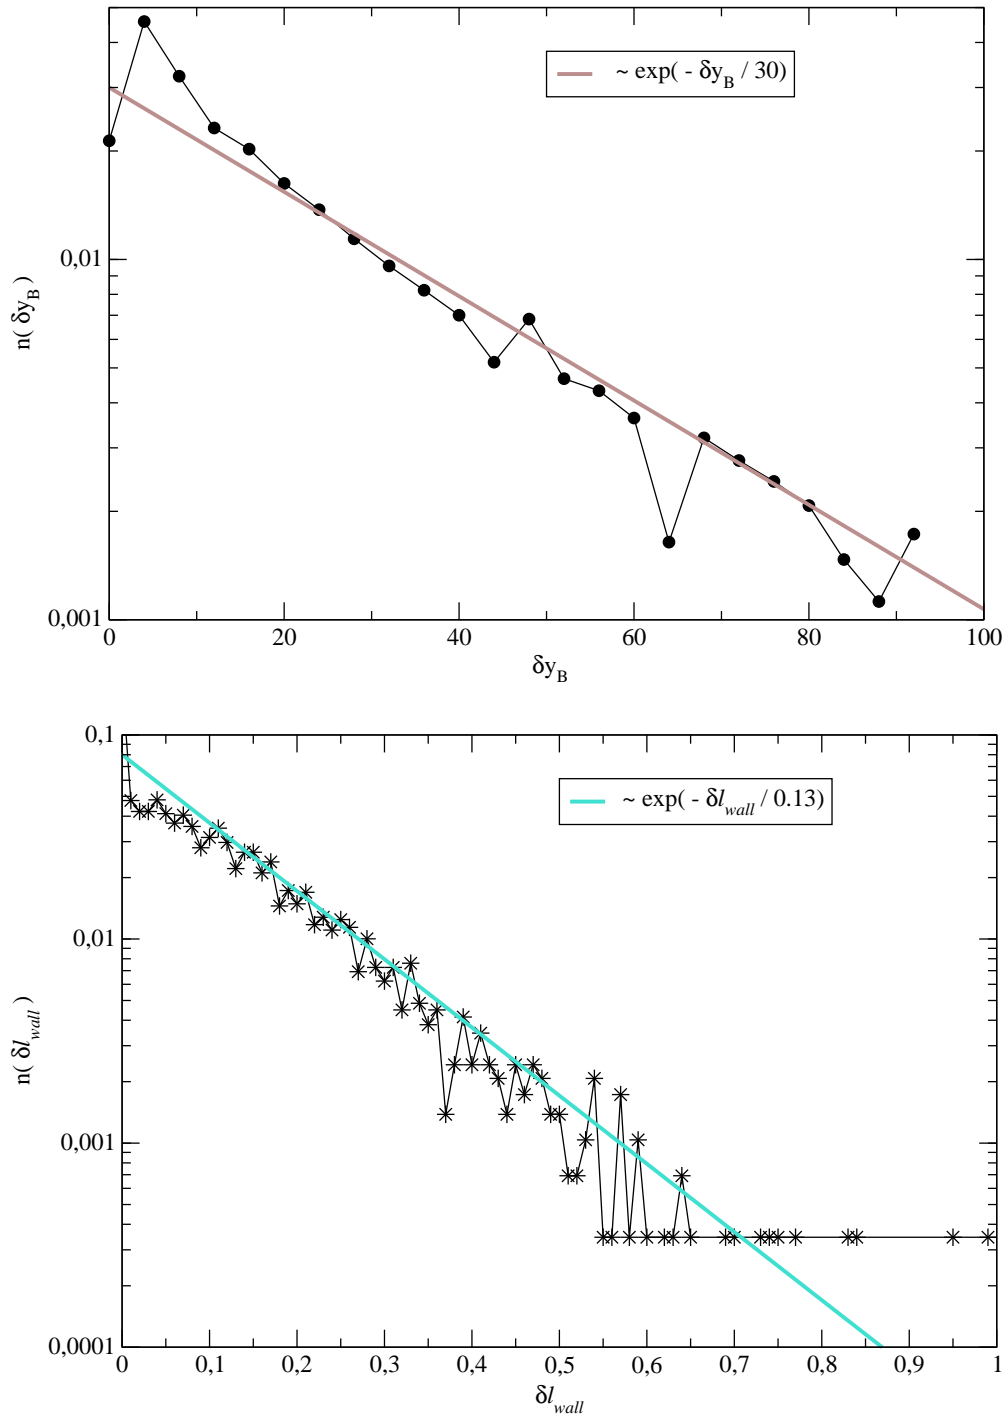 ~ exp( - δy_B / 30)
n( δy_B )
0,01
0,001
0 20 40 60 80 100
δy_B
0,1
~ exp( - δl_wall / 0.13)
0,01
n( δl_wall )
0,001
0,0001
0 0,1 0,2 0,3 0,4 0,5 0,6 0,7 0,8 0,9 1
δl_wall